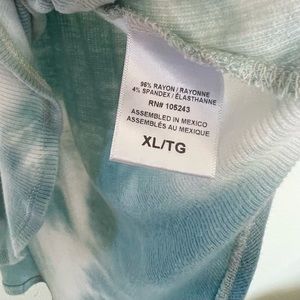 96% RAYON / RAYONNE
4% SPANDEX / ÉLASTHANNE
RN# 105243
ASSEMBLED IN MEXICO
ASSEMBLÉS AU MEXIQUE
XL/TG